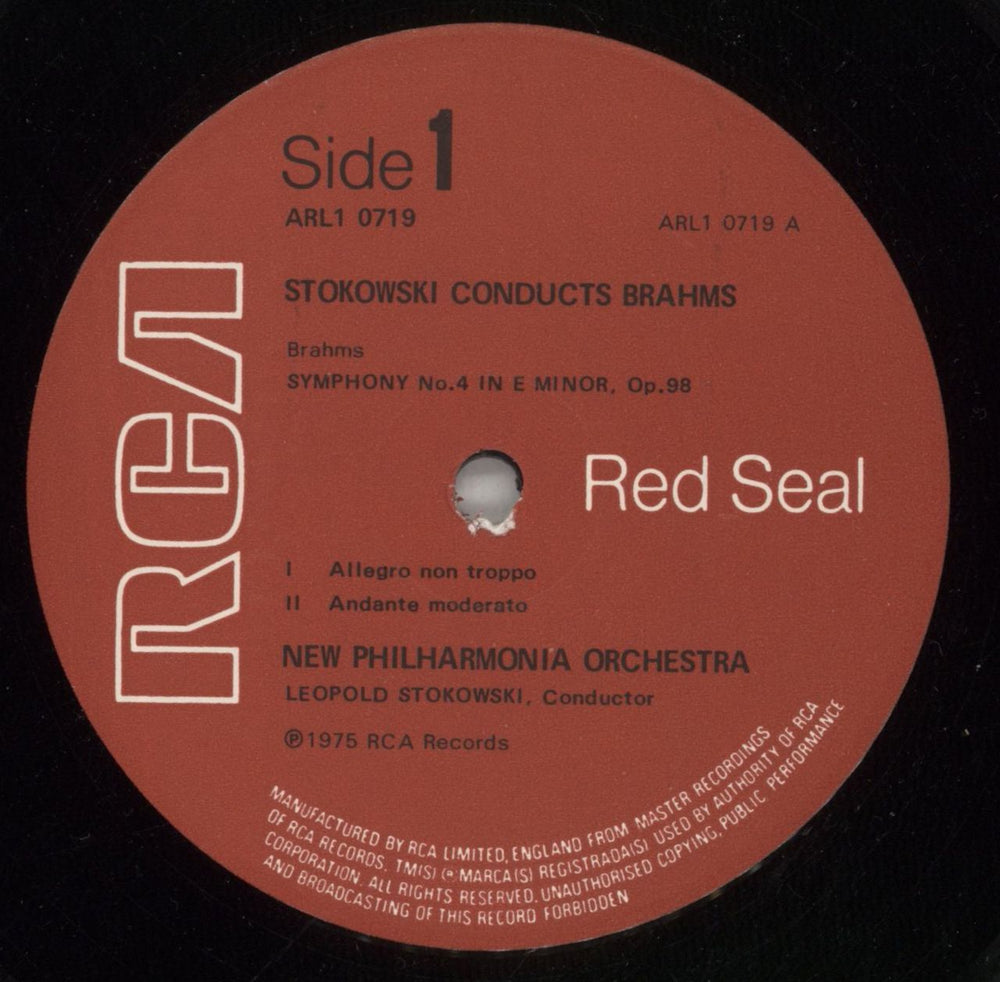 Side 1
ARL1 0719
ARL1 0719 A
STOKOWSKI CONDUCTS BRAHMS
Brahms
SYMPHONY No.4 IN E MINOR, Op.98
RCA
Red Seal
I Allegro non troppo
II Andante moderato
NEW PHILHARMONIA ORCHESTRA
LEOPOLD STOKOWSKI, Conductor
℗1975 RCA Records
MANUFACTURED BY RCA LIMITED, ENGLAND FROM MASTER RECORDINGS
OF RCA RECORDS. TM(S) ® MARCA(S) REGISTRADA(S) USED BY AUTHORITY OF RCA
CORPORATION. ALL RIGHTS RESERVED. UNAUTHORISED COPYING, PUBLIC PERFORMANCE
AND BROADCASTING OF THIS RECORD FORBIDDEN